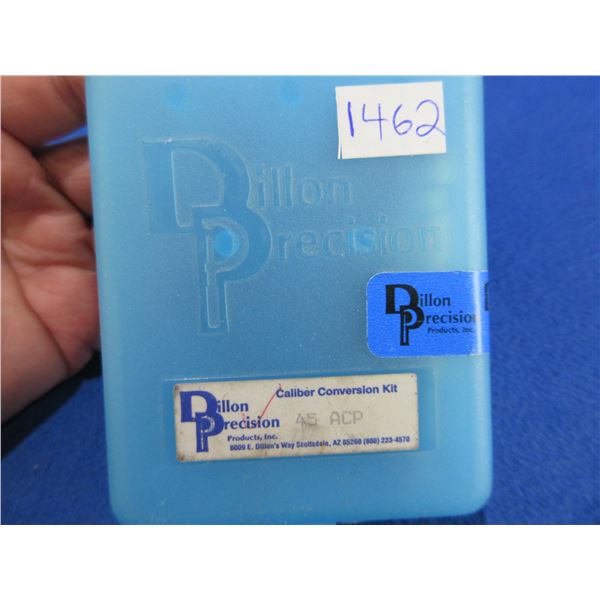 1462
Dillon
Precision
Dillon
Precision
Products, Inc.
Caliber Conversion Kit
Dillon
Precision
45 ACP
Products, Inc.
8009 E. Dillon's Way Scottsdale, AZ 85260 (800) 223-4570